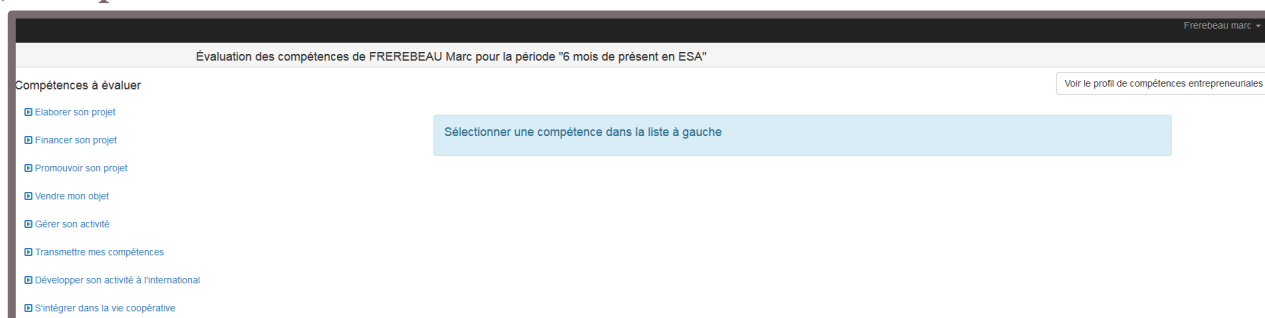 Frerebeau marc
Évaluation des compétences de FREREBEAU Marc pour la période "6 mois de présent en ESA"
Compétences à évaluer
Voir le profil de compétences entrepreneuriales
Elaborer son projet
Sélectionner une compétence dans la liste à gauche
Financer son projet
Promouvoir son projet
Vendre mon objet
Gérer son activité
Transmettre mes compétences
Développer son activité à l'international
S'intégrer dans la vie coopérative